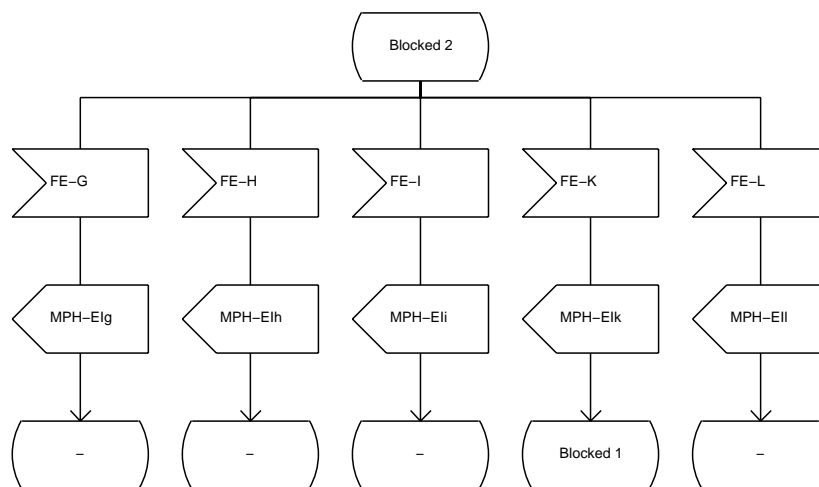 Blocked 2
FE−G
FE−H
FE−I
FE−K
FE−L
MPH−EIg
MPH−EIh
MPH−EIi
MPH−EIk
MPH−EIl
−
−
−
Blocked 1
−